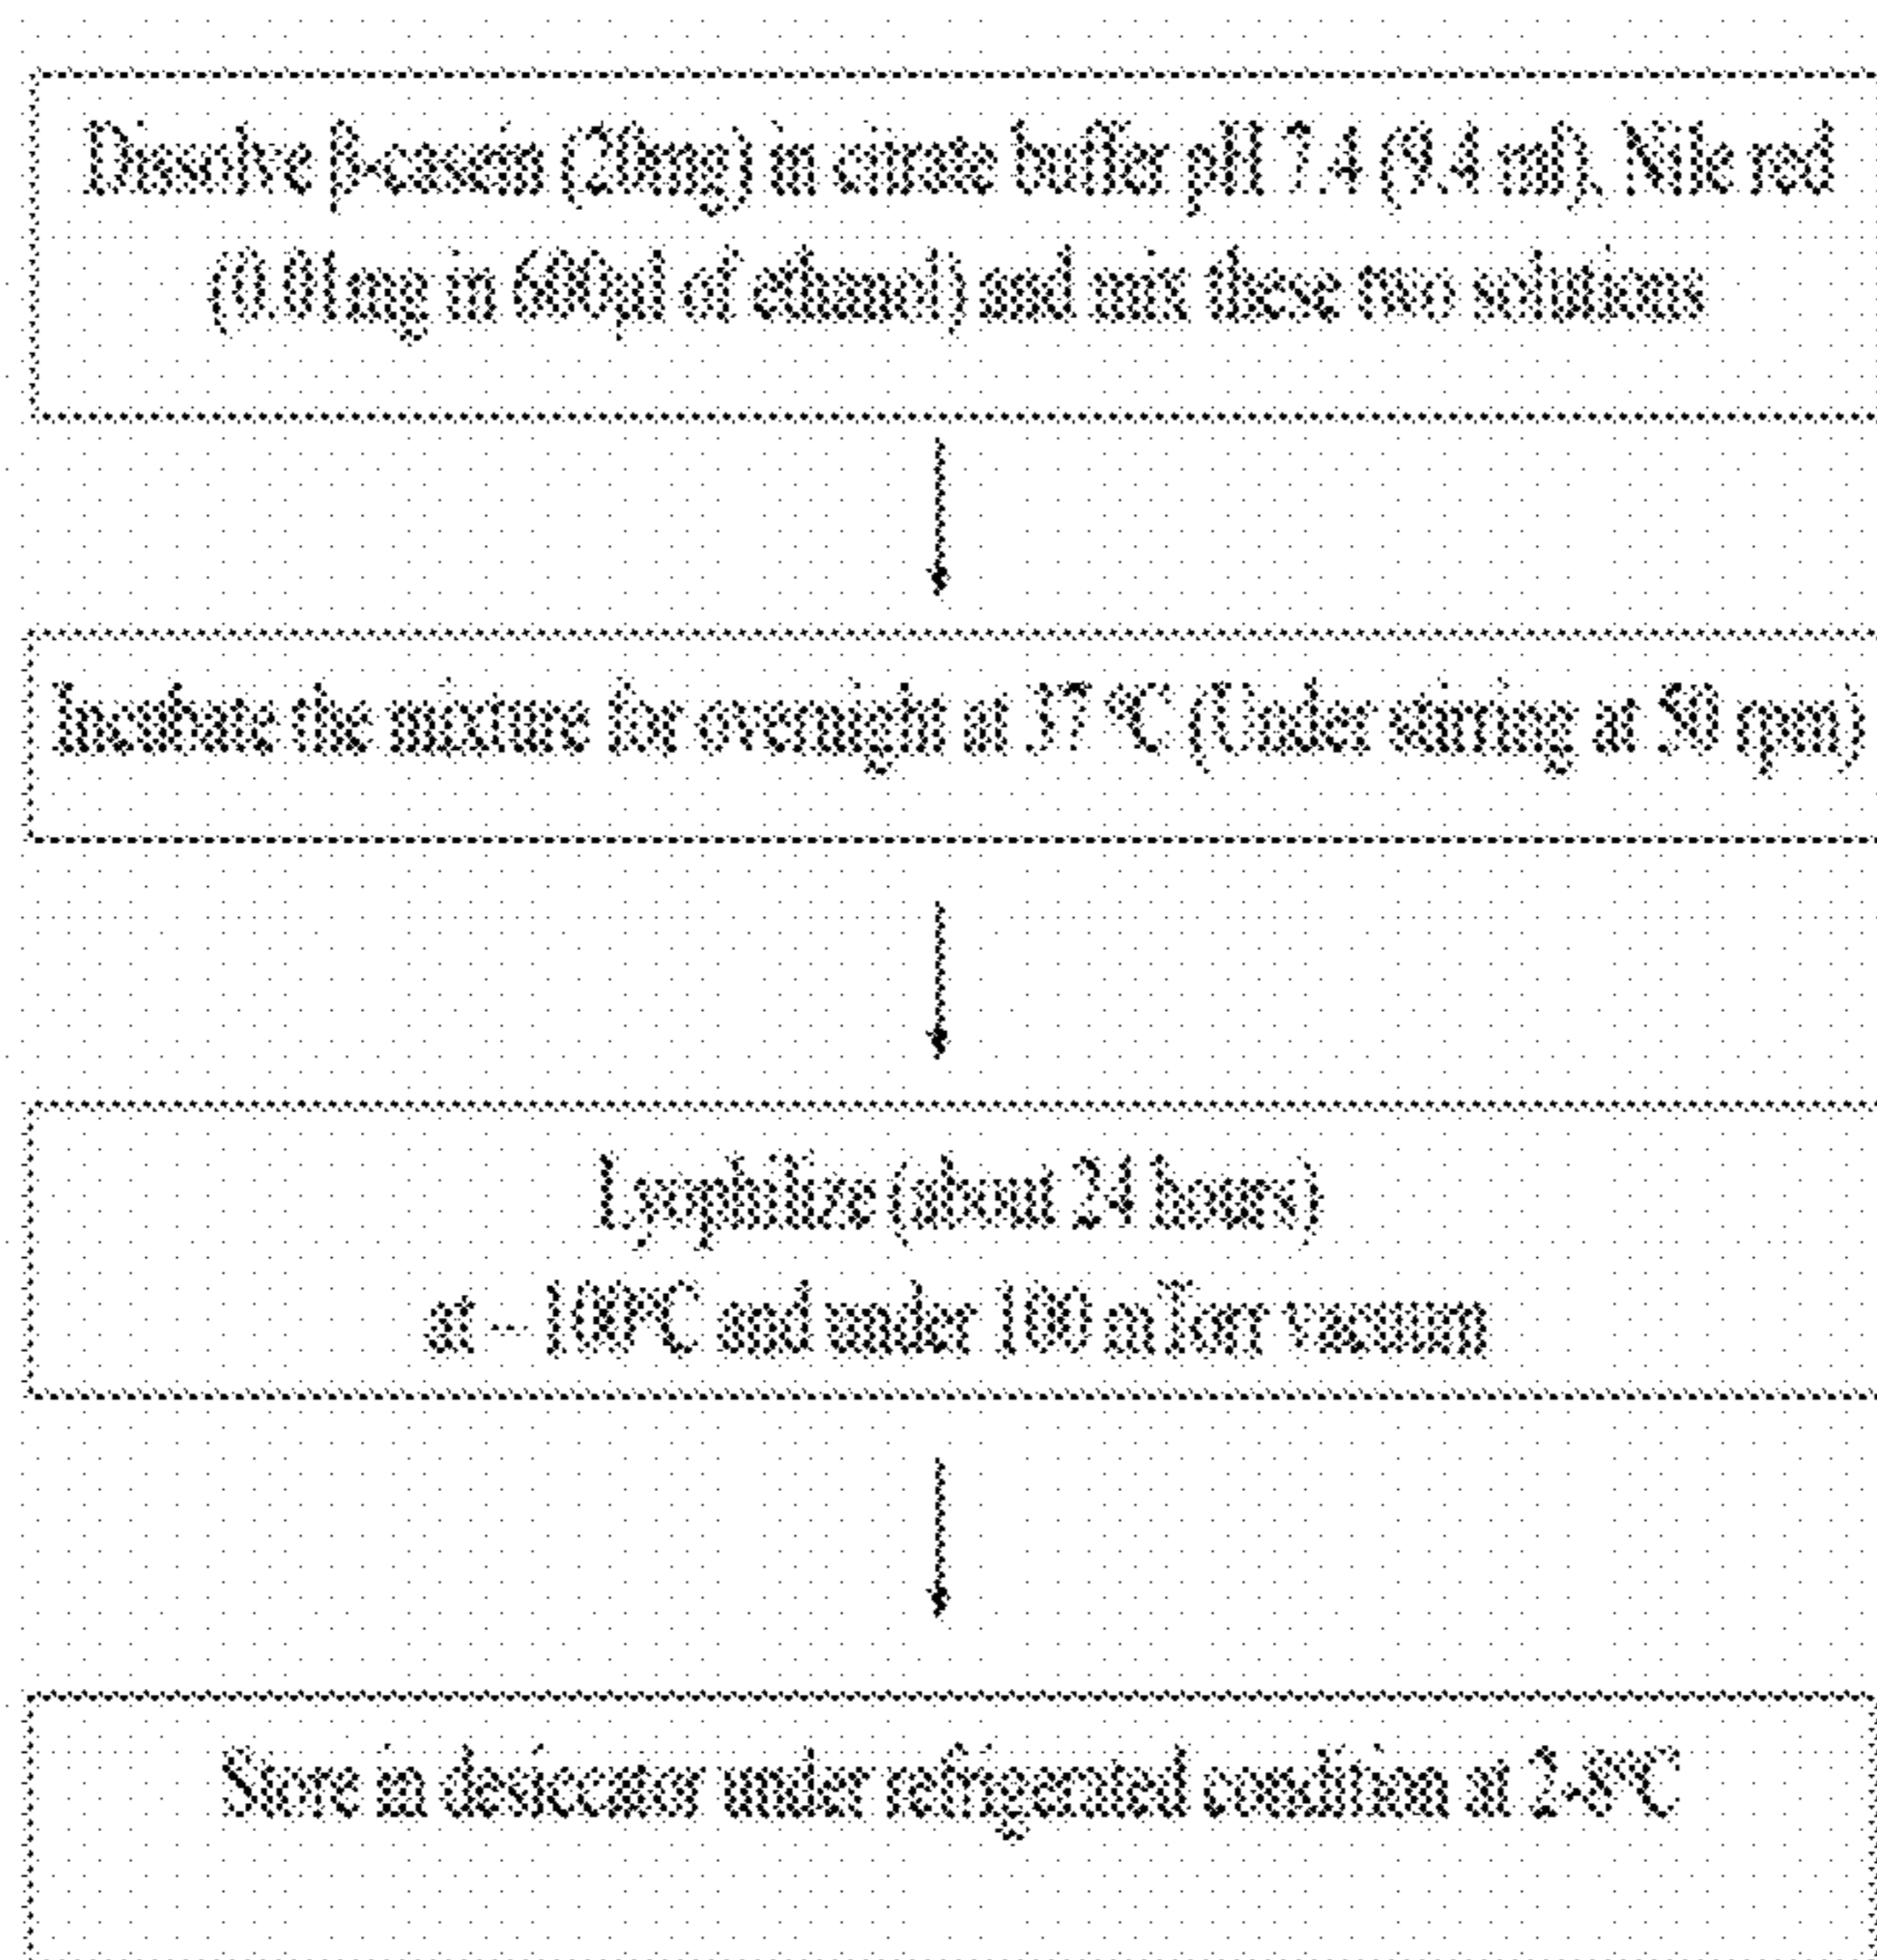 Dissolve β-casein (20mg) in citrate buffer pH 7.4 (9.4 ml), Nile red
(0.01mg in 600µl of ethanol) and mix these two solutions
Incubate the mixture for overnight at 37 °C (Under stirring at 50 rpm)
Lyophilize (about 24 hours)
at – 100°C and under 100 mTorr vacuum
Store in desiccator under refrigerated condition at 2-8°C